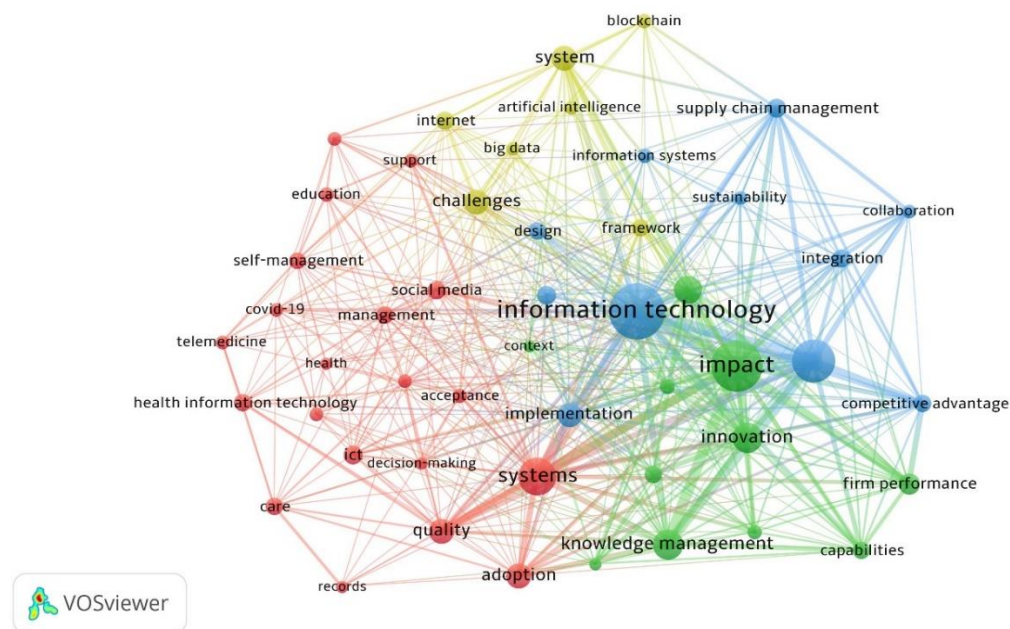 blockchain
system
artificial intelligence
supply chain management
internet
big data
information systems
support
education
challenges
sustainability
collaboration
design
framework
self-management
integration
social media
information technology
covid-19
management
telemedicine
context
health
impact
acceptance
health information technology
implementation
competitive advantage
innovation
ict
decision-making
systems
firm performance
care
quality
knowledge management
capabilities
adoption
records
VOSviewer